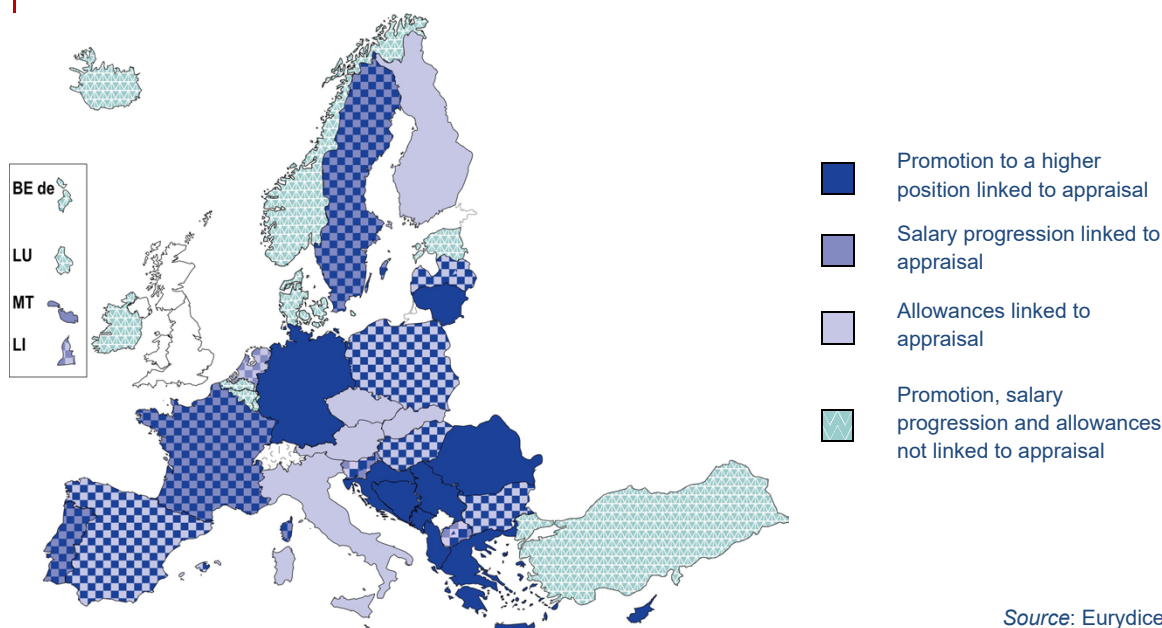 BE de
LU
MT
LI
Promotion to a higher
position linked to appraisal
Salary progression linked to
appraisal
Allowances linked to
appraisal
Promotion, salary
progression and allowances
not linked to appraisal
Source: Eurydice